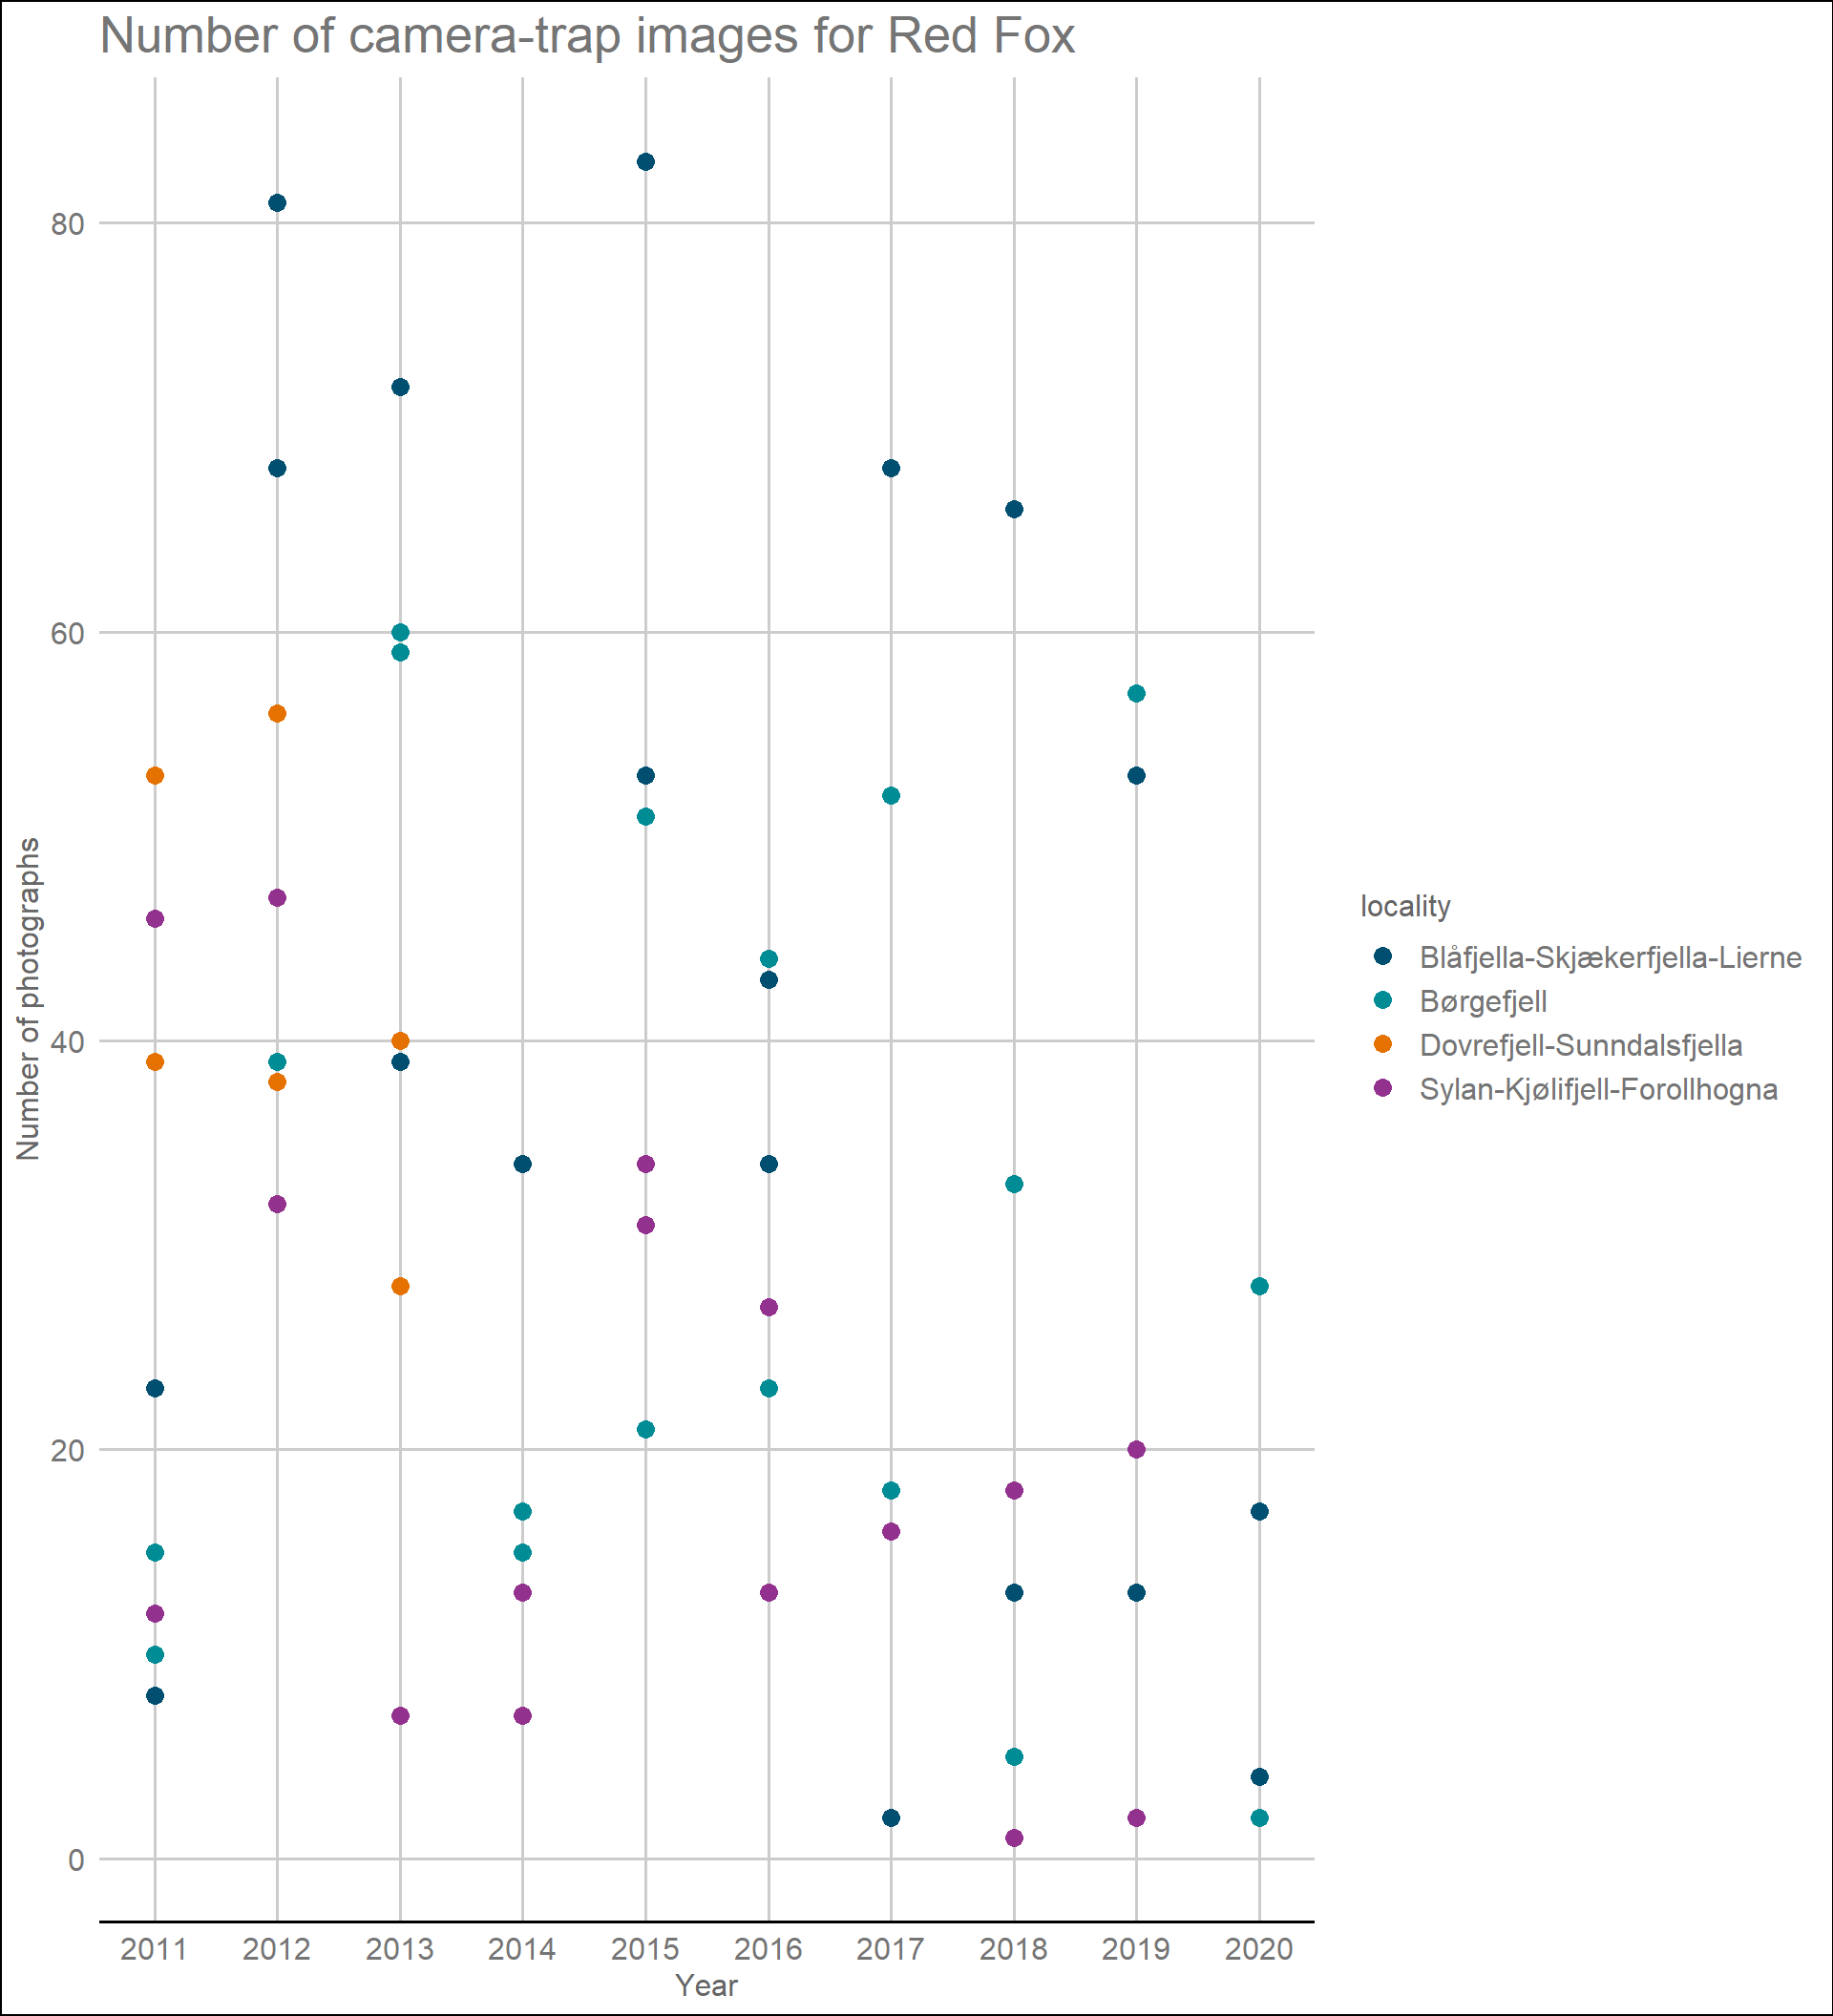 Number of camera-trap images for Red Fox
80
60
40
20
0
Number of photographs
2011 2012 2013 2014 2015 2016 2017 2018 2019 2020
Year
locality
Blåfjella-Skjækerfjella-Lierne
Børgefjell
Dovrefjell-Sunndalsfjella
Sylan-Kjølifjell-Forollhogna